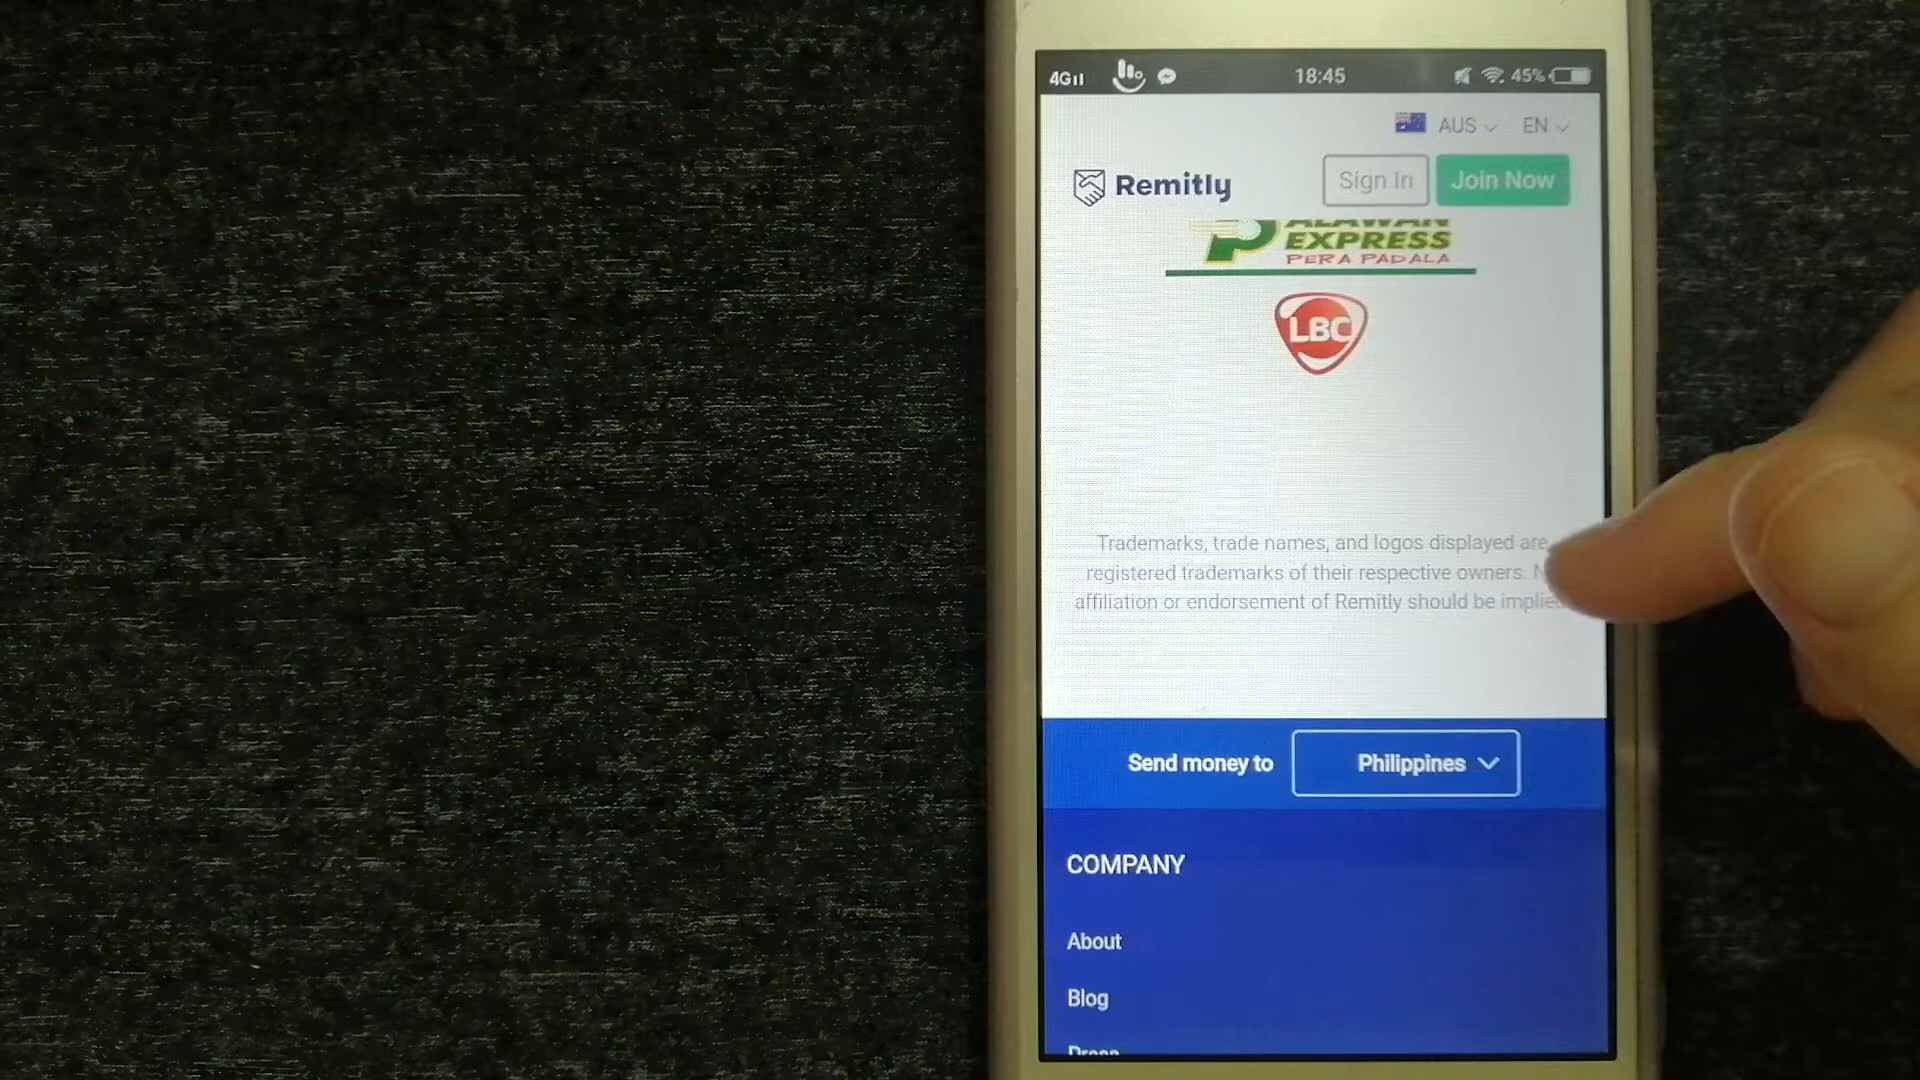 4G
18:45
45%
AUS
EN
Remitly
Sign In
Join Now
EXPRESS
PERA PADALA
LBC
Trademarks, trade names, and logos displayed are
registered trademarks of their respective owners.
affiliation or endorsement of Remitly should be implied
Send money to
Philippines
COMPANY
About
Blog